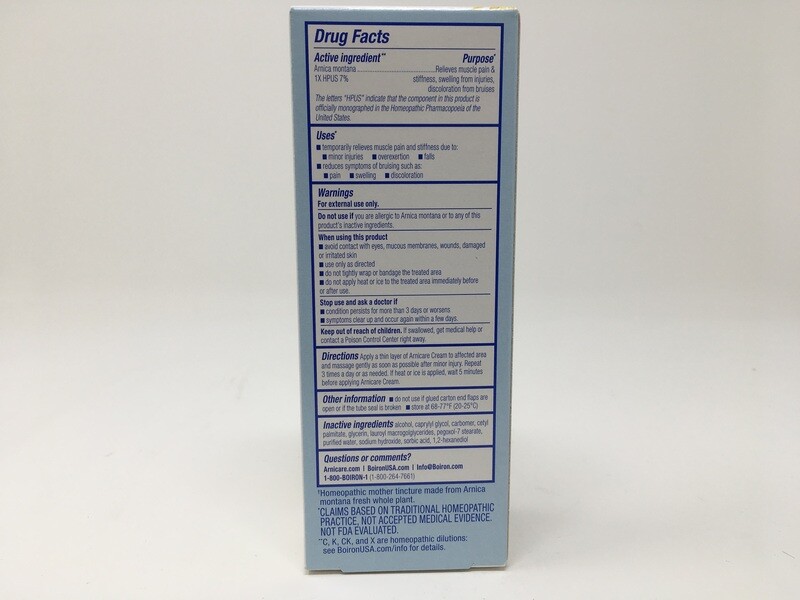 Drug Facts
Active ingredient** Purpose*
Arnica montana Relieves muscle pain &
1X HPUS 7% stiffness, swelling from injuries,
discoloration from bruises
The letters "HPUS" indicate that the component in this product is
officially monographed in the Homeopathic Pharmacopoeia of the
United States.
Uses*
■ temporarily relieves muscle pain and stiffness due to:
■ minor injuries ■ overexertion ■ falls
■ reduces symptoms of bruising such as:
■ pain ■ swelling ■ discoloration
Warnings
For external use only.
Do not use if you are allergic to Arnica montana or to any of this
product's inactive ingredients.
When using this product
■ avoid contact with eyes, mucous membranes, wounds, damaged
or irritated skin
■ use only as directed
■ do not tightly wrap or bandage the treated area
■ do not apply heat or ice to the treated area immediately before
or after use.
Stop use and ask a doctor if
■ condition persists for more than 3 days or worsens
■ symptoms clear up and occur again within a few days.
Keep out of reach of children. If swallowed, get medical help or
contact a Poison Control Center right away.
Directions Apply a thin layer of Arnicare Cream to affected area
and massage gently as soon as possible after minor injury. Repeat
3 times a day or as needed. If heat or ice is applied, wait 5 minutes
before applying Arnicare Cream.
Other information ■ do not use if glued carton end flaps are
open or if the tube seal is broken ■ store at 68-77°F (20-25°C)
Inactive ingredients alcohol, caprylyl glycol, carbomer, cetyl
palmitate, glycerin, lauroyl macrogolglycerides, pegoxol-7 stearate,
purified water, sodium hydroxide, sorbic acid, 1,2-hexanediol
Questions or comments?
Arnicare.com | BoironUSA.com | Info@Boiron.com
1-800-BOIRON-1 (1-800-264-7661)
†Homeopathic mother tincture made from Arnica
montana fresh whole plant.
*CLAIMS BASED ON TRADITIONAL HOMEOPATHIC
PRACTICE, NOT ACCEPTED MEDICAL EVIDENCE.
NOT FDA EVALUATED.
**C, K, CK, and X are homeopathic dilutions:
see BoironUSA.com/info for details.